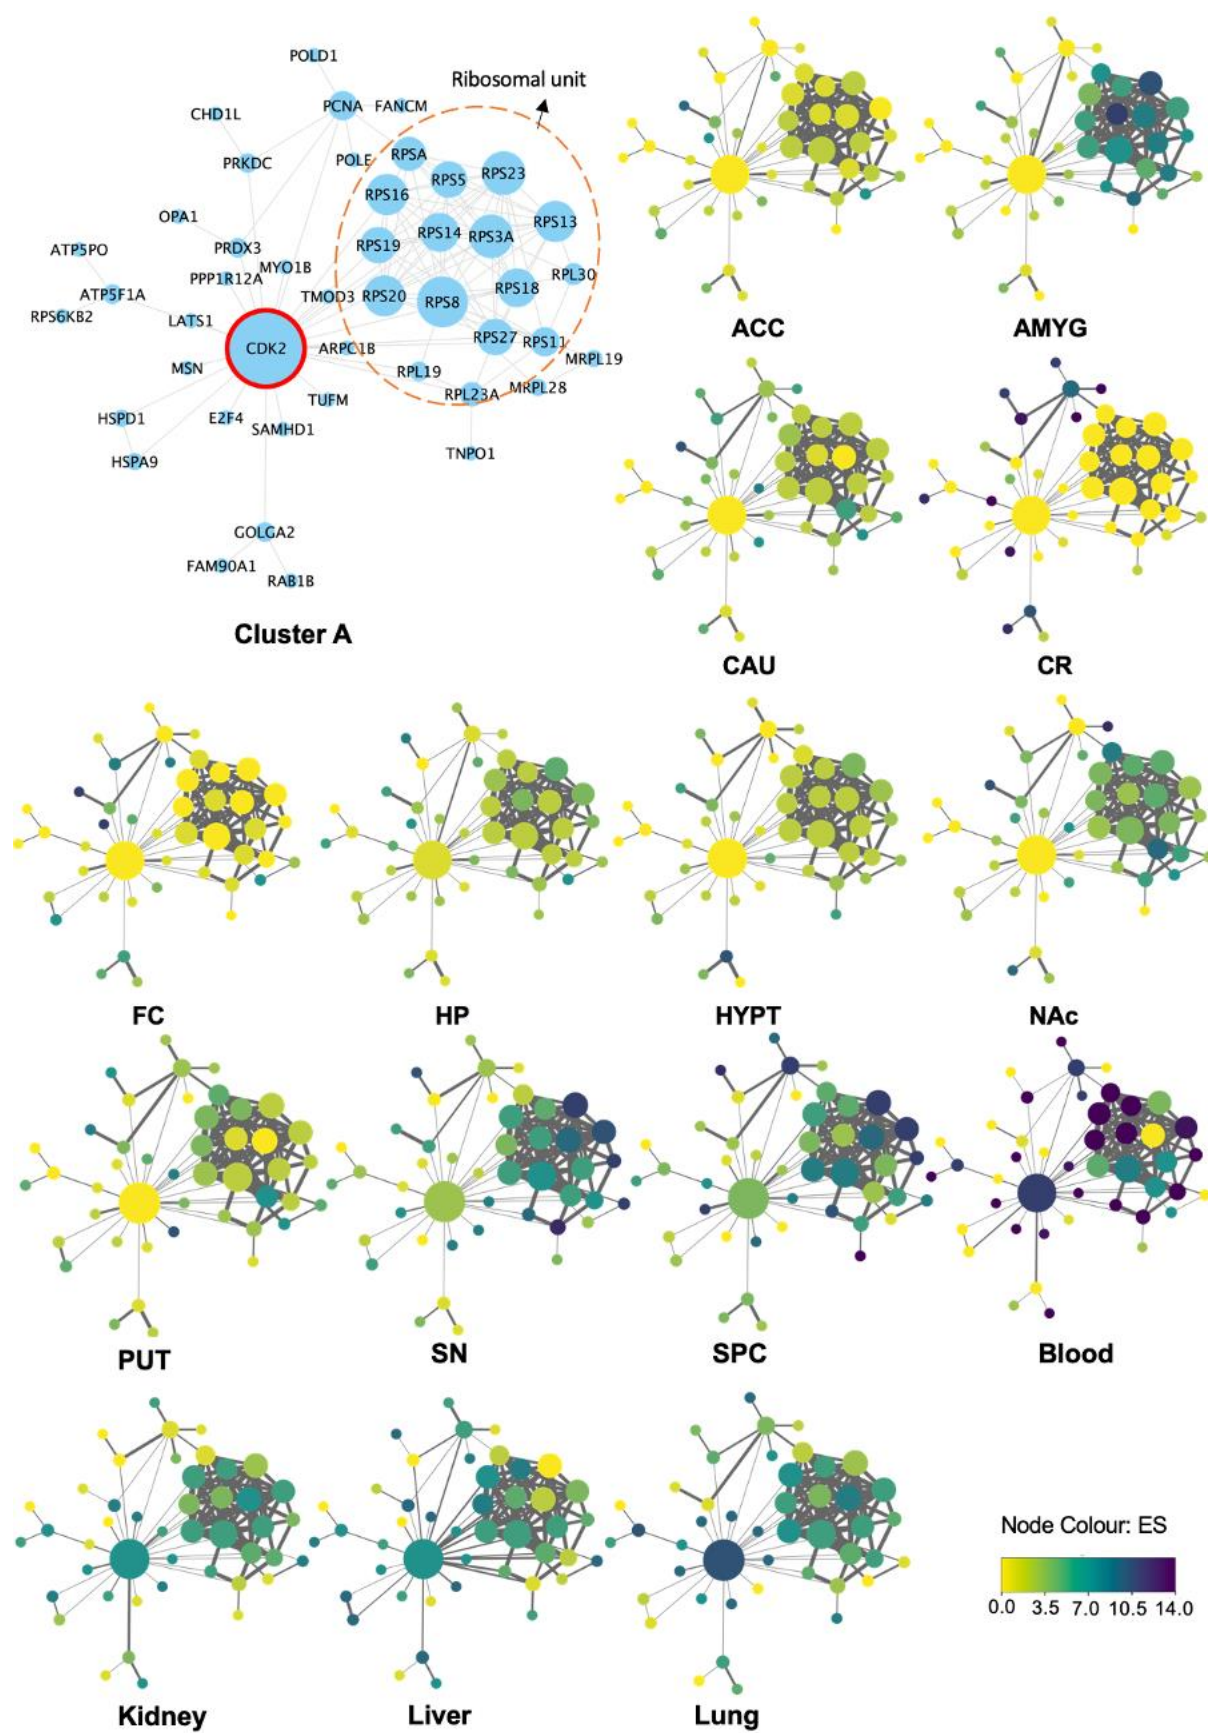 POLD1
Ribosomal unit
PCNA FANCM
CHD1L
PRKDC
POLE
RPSA
RPS5
RPS23
RPS16
OPA1
RPS13
RPS14
RPS3A
RPS19
PRDX3
ATP5PO
MYO1B
PPP1R12A
RPL30
ATP5F1A
TMOD3
RPS20
RPS8
RPS18
RPS6KB2
LATS1
CDK2
ARPC1B
RPS27
RPS11
MRPL19
MSN
RPL19
MRPL28
TUFM
RPL23A
HSPD1
E2F4
SAMHD1
HSPA9
TNPO1
GOLGA2
FAM90A1
RAB1B
Cluster A
ACC
AMYG
CAU
CR
FC
HP
HYPT
NAc
PUT
SN
SPC
Blood
Kidney
Liver
Lung
Node Colour: ES
0.0 3.5 7.0 10.5 14.0